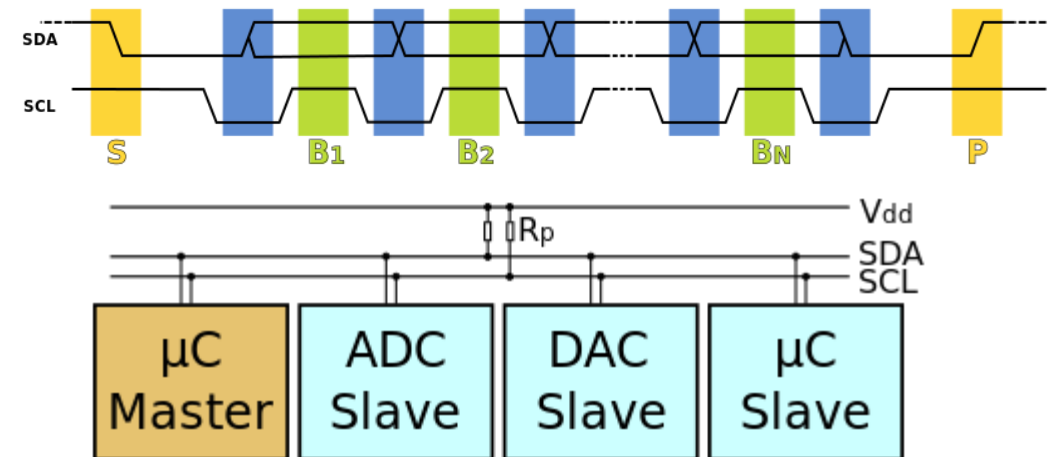 SDA
SCL
S B1 B2 BN P
Vdd
Rp
SDA
SCL
µC
Master
ADC
Slave
DAC
Slave
µC
Slave